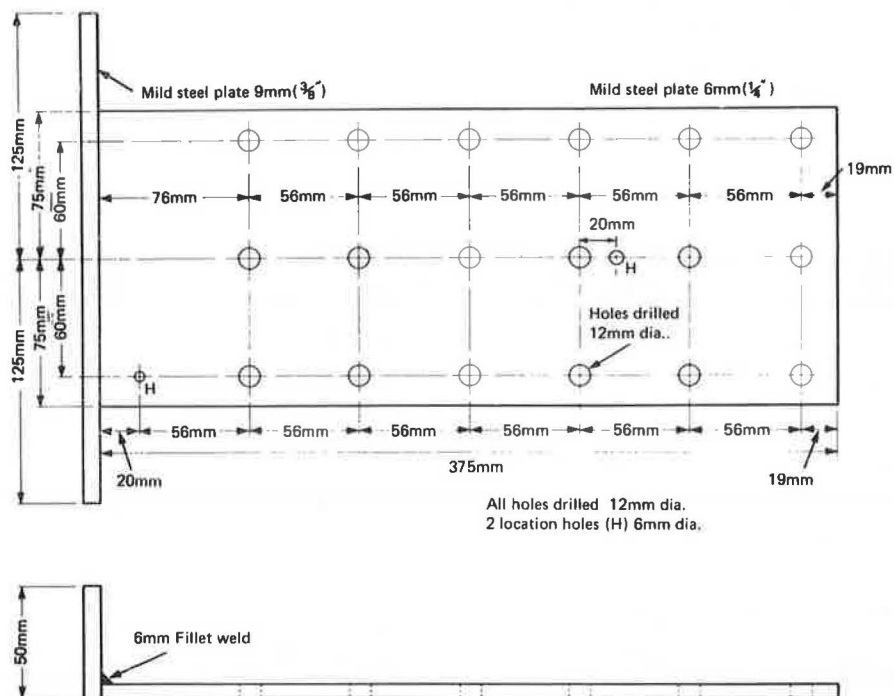 Mild steel plate 9mm(⅜″)
Mild steel plate 6mm(¼″)
125mm
75mm
60mm
76mm
56mm
56mm
56mm
56mm
56mm
19mm
20mm
H
125mm
75mm
60mm
Holes drilled
12mm dia..
H
56mm
56mm
56mm
56mm
56mm
56mm
20mm
375mm
19mm
All holes drilled 12mm dia.
2 location holes (H) 6mm dia.
50mm
6mm Fillet weld